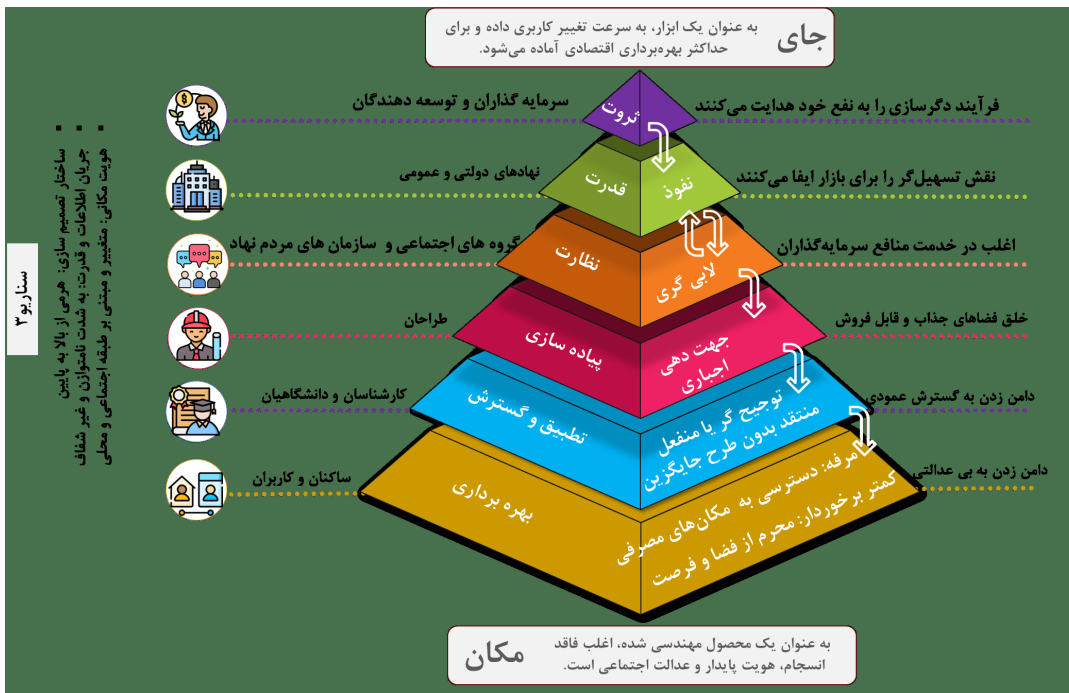 جای
به عنوان یک ابزار، به سرعت تغییر کاربری داده و برای
حداکثر بهره‌برداری اقتصادی آماده می‌شود.
فرآیند دگرسازی را به نفع خود هدایت می‌کنند
ثروت
سرمایه گذاران و توسعه دهندگان
نقش تسهیل‌گر را برای بازار ایفا می‌کنند
نفوذ
قدرت
نهادهای دولتی و عمومی
اغلب در خدمت منافع سرمایه‌گذاران
لابی گری
نظارت
گروه های اجتماعی و سازمان های مردم نهاد
خلق فضاهای جذاب و قابل فروش
جهت دهی
اجباری
پیاده سازی
طراحان
دامن زدن به گسترش عمودی
توجیح گر یا منفعل
منتقد بدون طرح جایگزین
تطبیق و گسترش
کارشناسان و دانشگاهیان
دامن زدن به بی عدالتی
مرفه: دسترسی به مکان‌های مصرفی
کمتر برخوردار: محرم از فضا و فرصت
بهره برداری
ساکنان و کاربران
مکان
به عنوان یک محصول مهندسی شده، اغلب فاقد
انسجام، هویت پایدار و عدالت اجتماعی است.
سناریو ۳
▪ ساختار تصمیم سازی: هرمی از بالا به پایین
▪ جریان اطلاعات و قدرت: به شدت نامتوازن و غیر شفاف
▪ هویت مکانی: متغییر و مبتنی بر طبقه اجتماعی و محلی